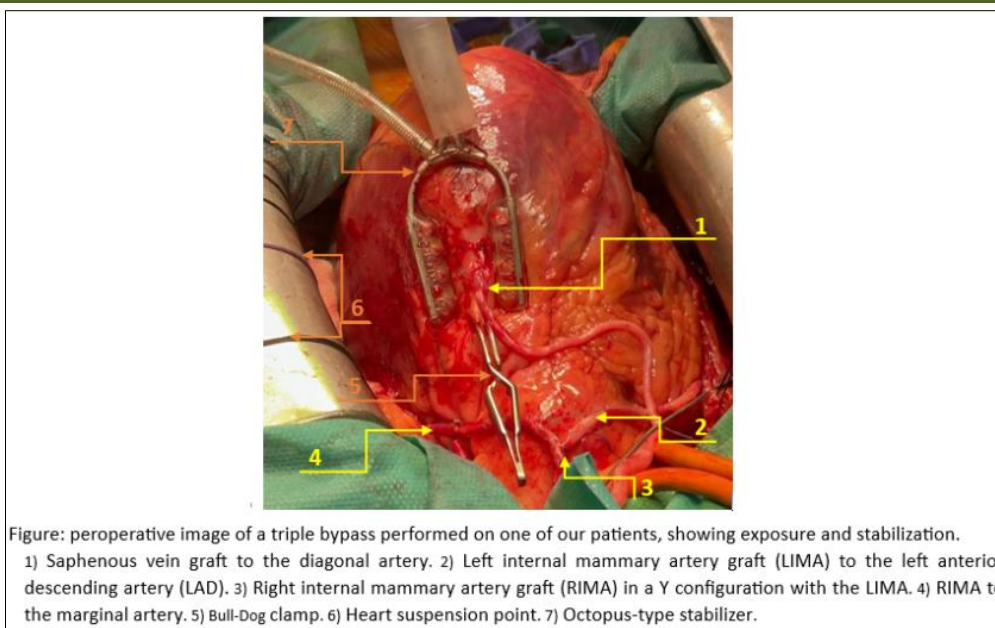 7
1
6
5
4
2
3
Figure: peroperative image of a triple bypass performed on one of our patients, showing exposure and stabilization.
1) Saphenous vein graft to the diagonal artery. 2) Left internal mammary artery graft (LIMA) to the left anterio
descending artery (LAD). 3) Right internal mammary artery graft (RIMA) in a Y configuration with the LIMA. 4) RIMA t
the marginal artery. 5) Bull-Dog clamp. 6) Heart suspension point. 7) Octopus-type stabilizer.